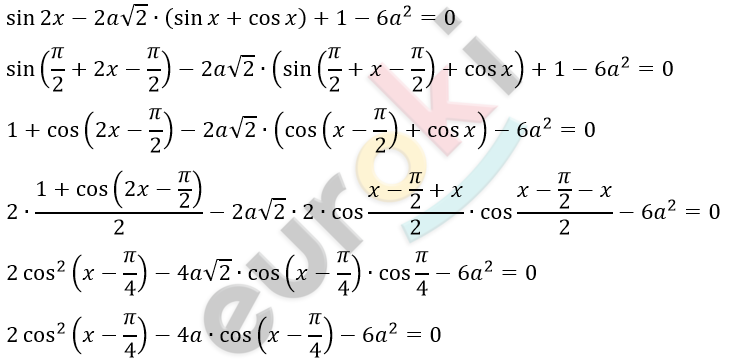 sin 2x − 2a√2 · (sin x + cos x) + 1 − 6a² = 0
sin(π/2 + 2x − π/2) − 2a√2 · (sin(π/2 + x − π/2) + cos x) + 1 − 6a² = 0
1 + cos(2x − π/2) − 2a√2 · (cos(x − π/2) + cos x) − 6a² = 0
2 · (1 + cos(2x − π/2))/2 − 2a√2 · 2 · cos (x − π/2 + x)/2 · cos (x − π/2 − x)/2 − 6a² = 0
2 cos²(x − π/4) − 4a√2 · cos(x − π/4) · cos π/4 − 6a² = 0
2 cos²(x − π/4) − 4a · cos(x − π/4) − 6a² = 0
euroki